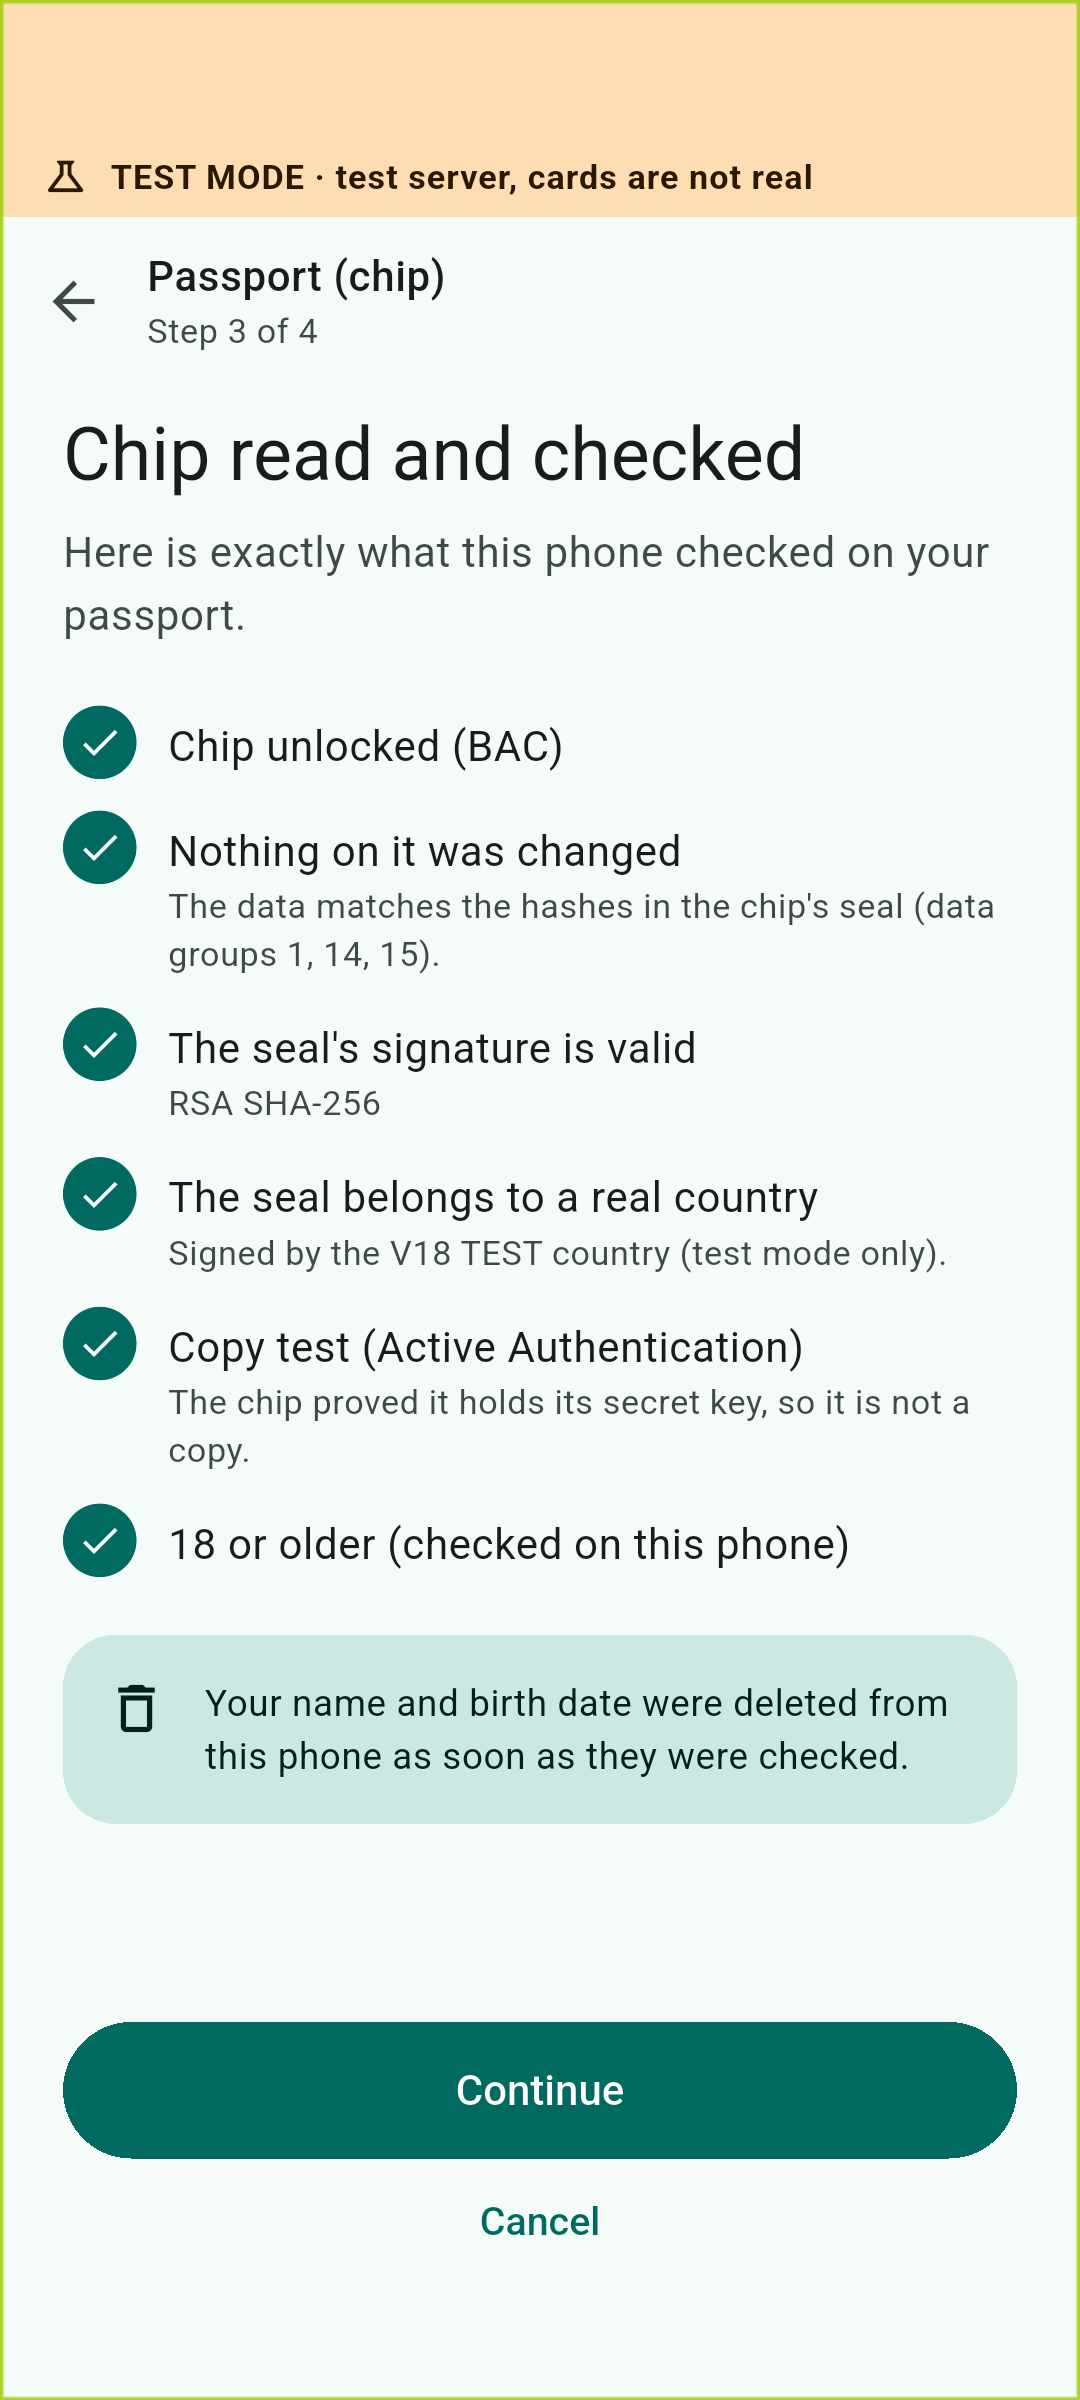 TEST MODE · test server, cards are not real
Passport (chip)
Step 3 of 4
Chip read and checked
Here is exactly what this phone checked on your
passport.
Chip unlocked (BAC)
Nothing on it was changed
The data matches the hashes in the chip's seal (data
groups 1, 14, 15).
The seal's signature is valid
RSA SHA-256
The seal belongs to a real country
Signed by the V18 TEST country (test mode only).
Copy test (Active Authentication)
The chip proved it holds its secret key, so it is not a
copy.
18 or older (checked on this phone)
Your name and birth date were deleted from
this phone as soon as they were checked.
Continue
Cancel